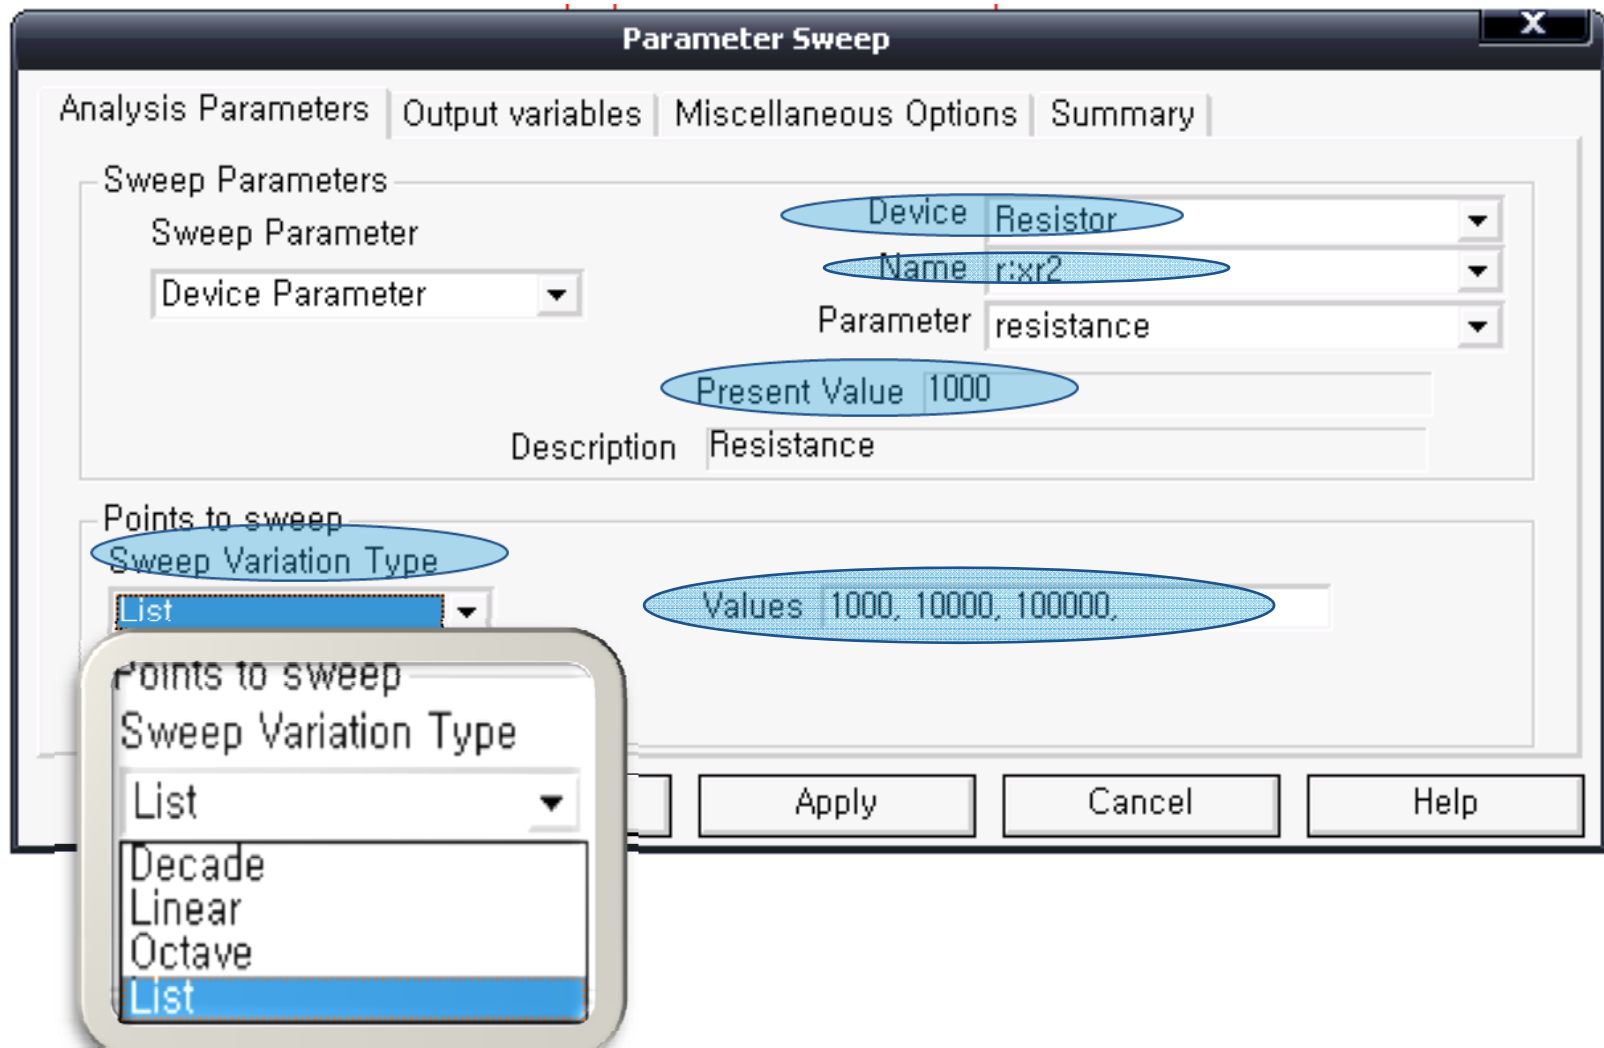 Parameter Sweep
X
Analysis Parameters
Output variables
Miscellaneous Options
Summary
Sweep Parameters
Sweep Parameter
Device Parameter
Device Resistor
Name r:xr2
Parameter resistance
Present Value 1000
Description Resistance
Points to sweep
Sweep Variation Type
List
Values 1000, 10000, 100000,
Points to sweep
Sweep Variation Type
List
Decade
Linear
Octave
List
Apply
Cancel
Help